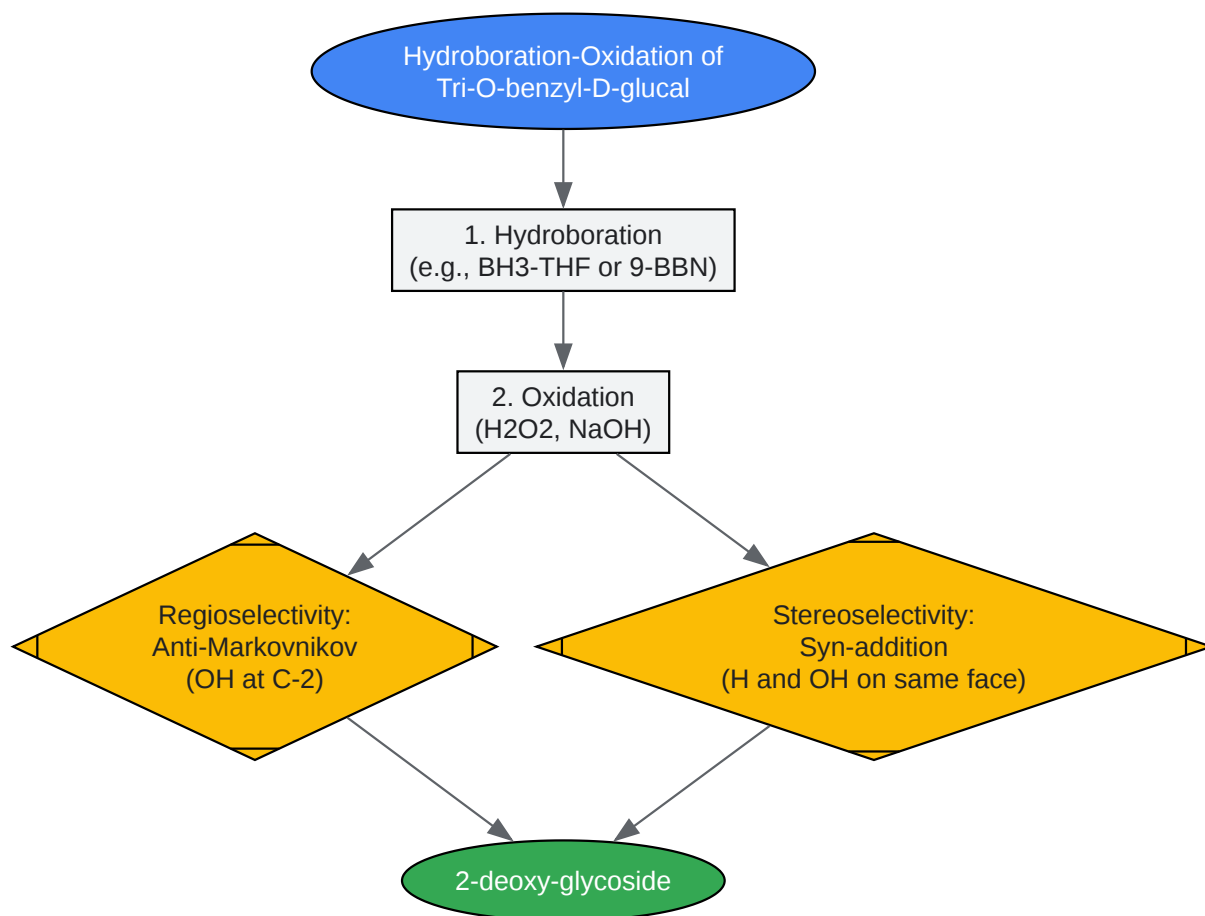 Hydroboration-Oxidation of
Tri-O-benzyl-D-glucal
1. Hydroboration
(e.g., BH3-THF or 9-BBN)
2. Oxidation
(H2O2, NaOH)
Regioselectivity:
Anti-Markovnikov
(OH at C-2)
Stereoselectivity:
Syn-addition
(H and OH on same face)
2-deoxy-glycoside